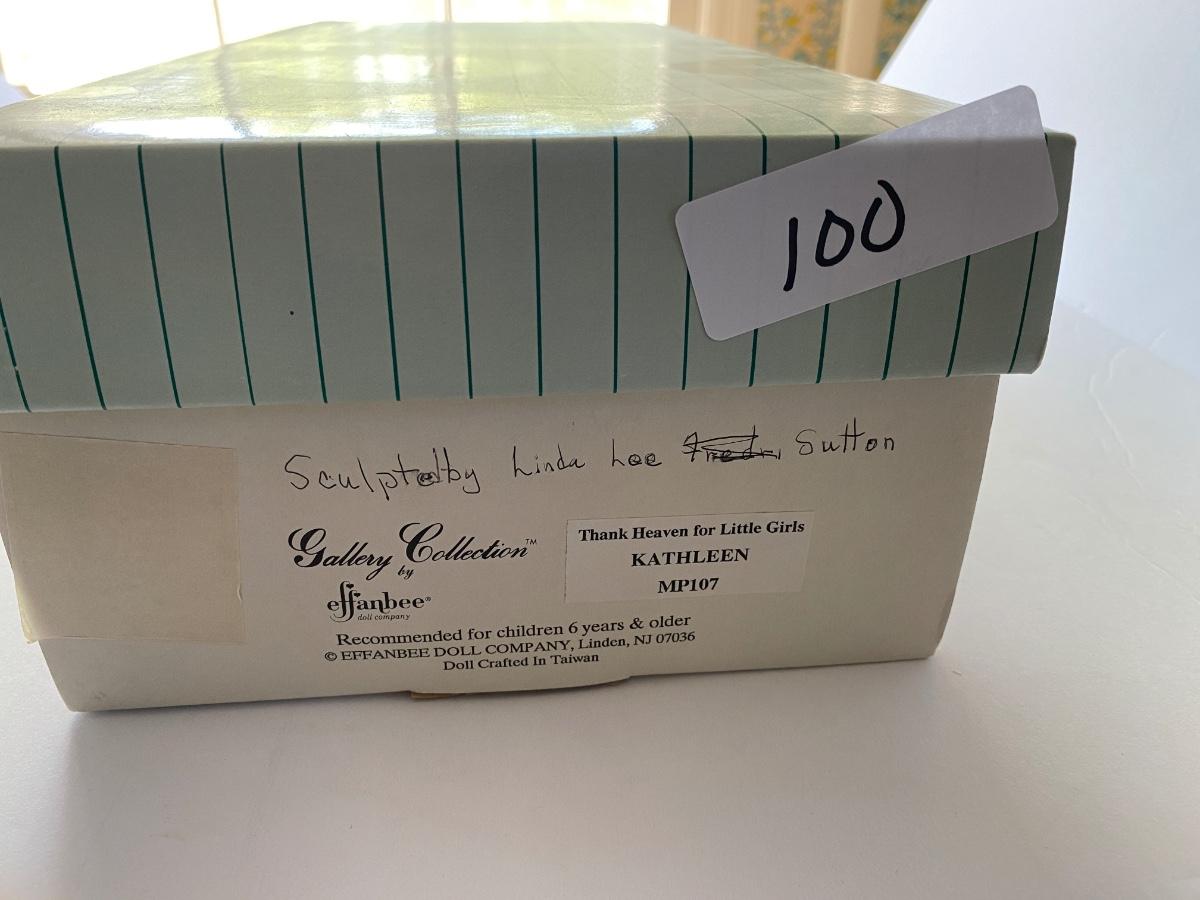 100
Sculpted by Linda Lee Sutton
Gallery Collection™
by
effanbee®
doll company
Thank Heaven for Little Girls
KATHLEEN
MP107
Recommended for children 6 years & older
© EFFANBEE DOLL COMPANY, Linden, NJ 07036
Doll Crafted In Taiwan